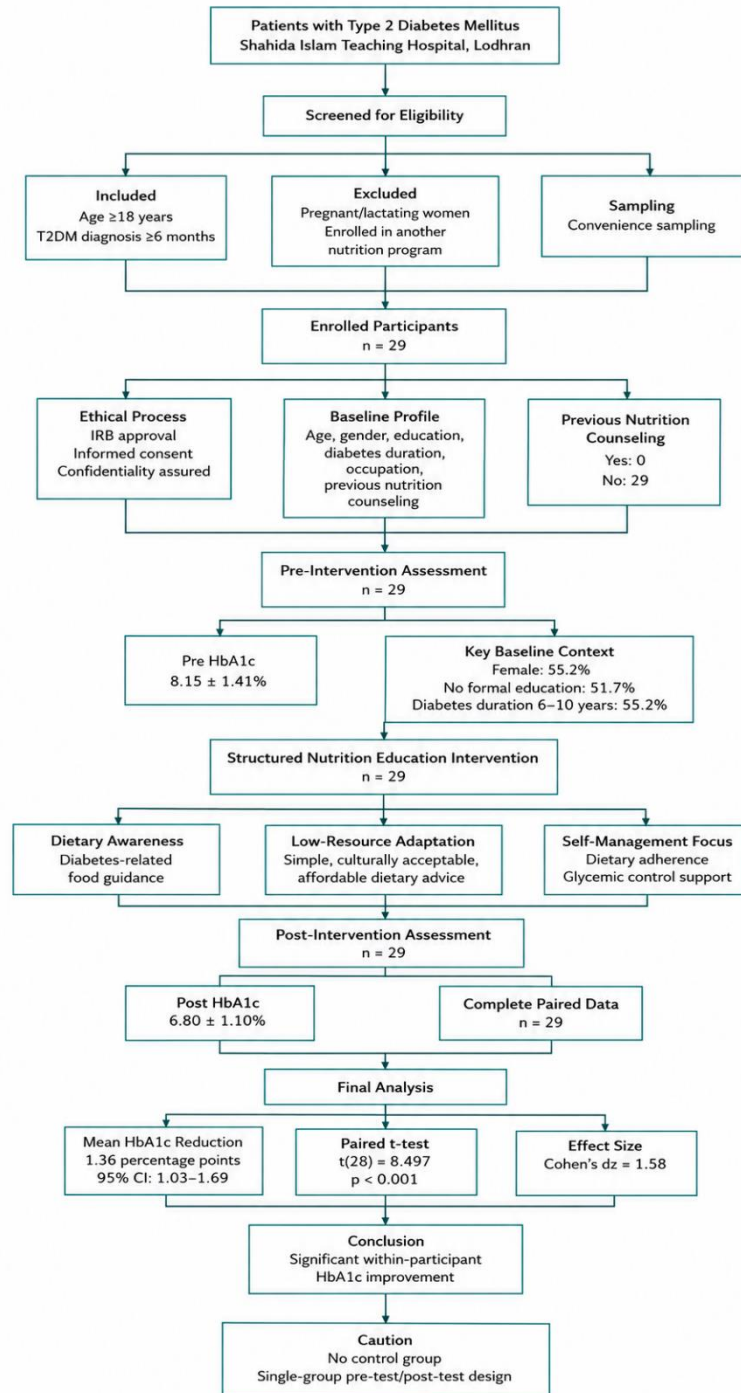 Patients with Type 2 Diabetes Mellitus
Shahida Islam Teaching Hospital, Lodhran
Screened for Eligibility
Included
Age ≥18 years
T2DM diagnosis ≥6 months
Excluded
Pregnant/lactating women
Enrolled in another
nutrition program
Sampling
Convenience sampling
Enrolled Participants
n = 29
Ethical Process
IRB approval
Informed consent
Confidentiality assured
Baseline Profile
Age, gender, education,
diabetes duration,
occupation,
previous nutrition
counseling
Previous Nutrition
Counseling
Yes: 0
No: 29
Pre-Intervention Assessment
n = 29
Pre HbA1c
8.15 ± 1.41%
Key Baseline Context
Female: 55.2%
No formal education: 51.7%
Diabetes duration 6–10 years: 55.2%
Structured Nutrition Education Intervention
n = 29
Dietary Awareness
Diabetes-related
food guidance
Low-Resource Adaptation
Simple, culturally acceptable,
affordable dietary advice
Self-Management Focus
Dietary adherence
Glycemic control support
Post-Intervention Assessment
n = 29
Post HbA1c
6.80 ± 1.10%
Complete Paired Data
n = 29
Final Analysis
Mean HbA1c Reduction
1.36 percentage points
95% CI: 1.03–1.69
Paired t-test
t(28) = 8.497
p < 0.001
Effect Size
Cohen's dz = 1.58
Conclusion
Significant within-participant
HbA1c improvement
Caution
No control group
Single-group pre-test/post-test design